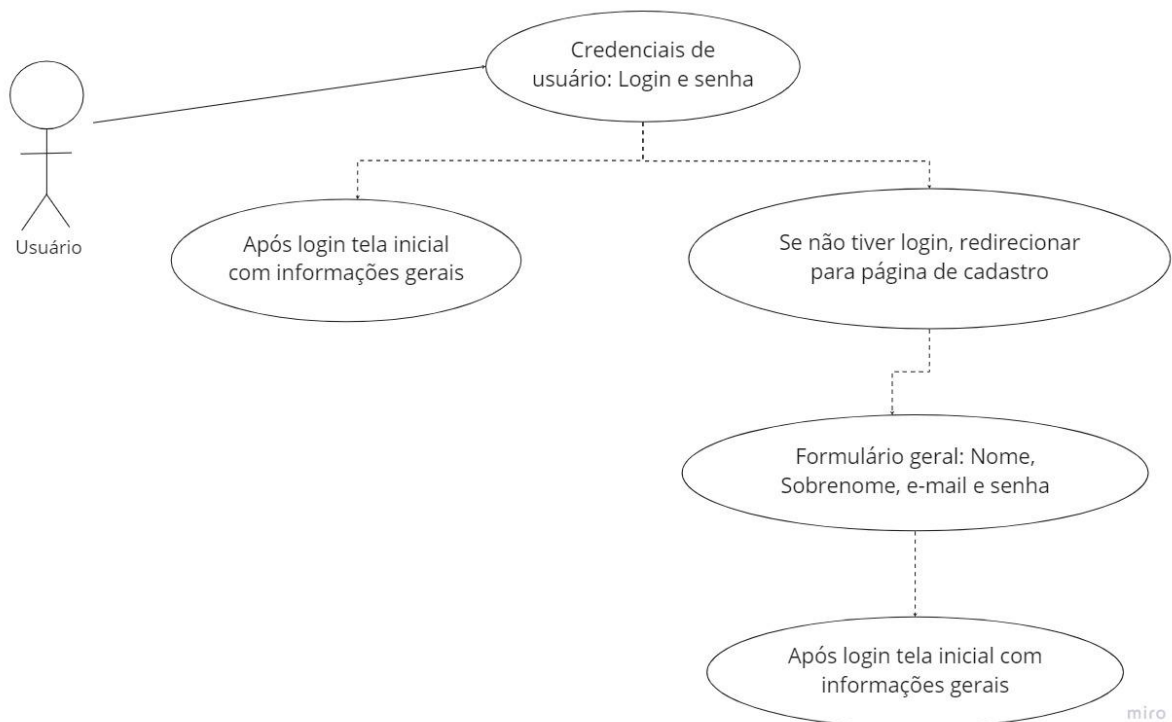 Credenciais de
usuário: Login e senha
Usuário
Após login tela inicial
com informações gerais
Se não tiver login, redirecionar
para página de cadastro
Formulário geral: Nome,
Sobrenome, e-mail e senha
Após login tela inicial com
informações gerais
miro